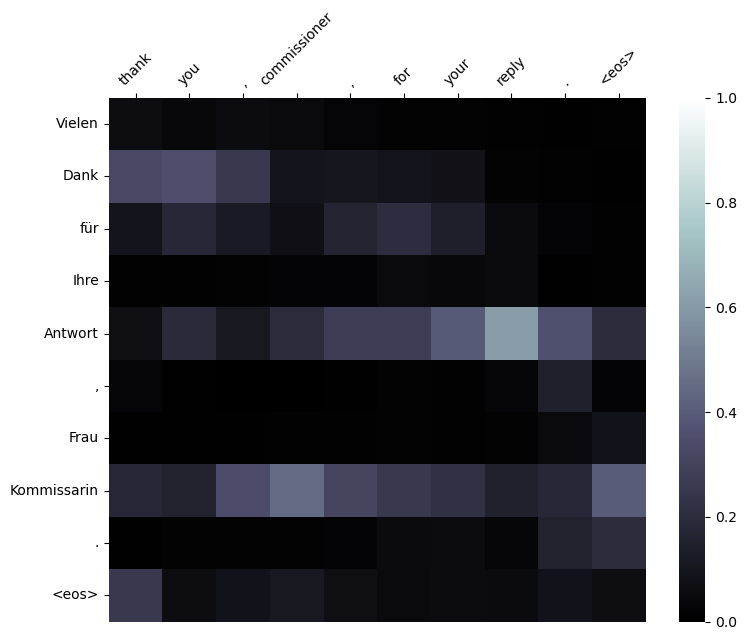 thank you , commissioner , for your reply . <eos>
Vielen
Dank
für
Ihre
Antwort
,
Frau
Kommissarin
.
<eos>
1.0
0.8
0.6
0.4
0.2
0.0